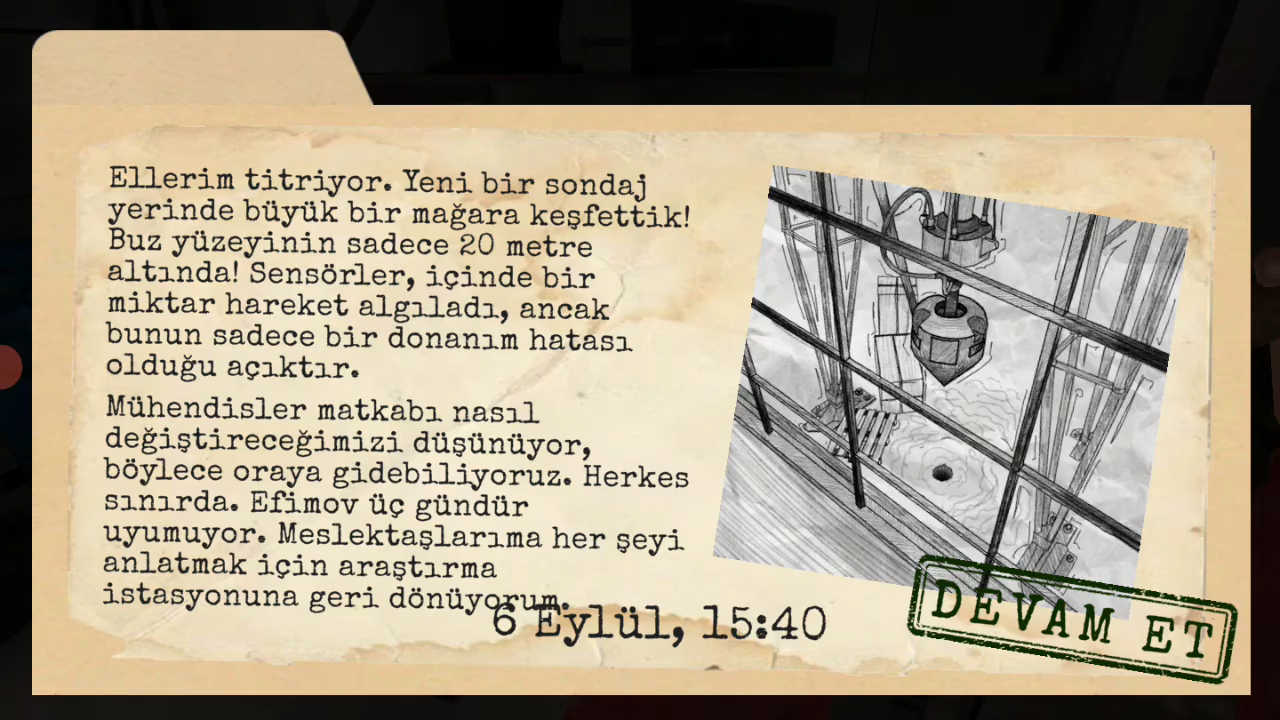 Ellerim titriyor. Yeni bir sondaj
yerinde büyük bir mağara keşfettik!
Buz yüzeyinin sadece 20 metre
altında! Sensörler, içinde bir
miktar hareket algıladı, ancak
bunun sadece bir donanım hatası
olduğu açıktır.
Mühendisler matkabı nasıl
değiştireceğimizi düşünüyor,
böylece oraya gidebiliyoruz. Herkes
sınırda. Efimov üç gündür
uyumuyor. Meslektaşlarıma her şeyi
anlatmak için araştırma
istasyonuna geri dönüyorum.
6 Eylül, 15:40
DEVAM ET